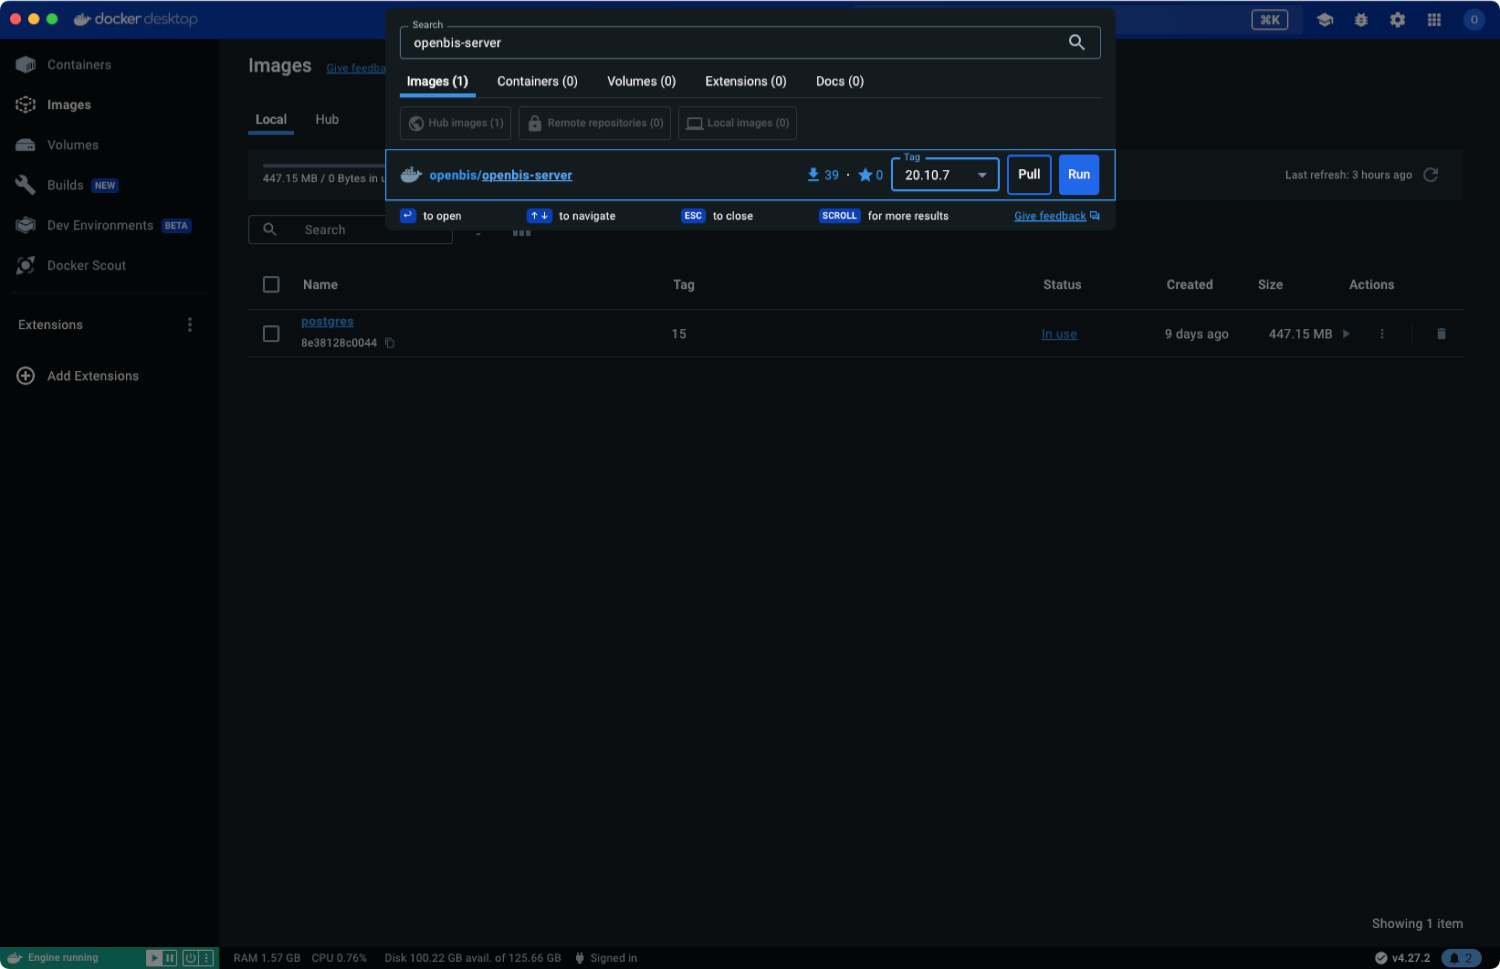 docker desktop
Search
openbis-server
⌘K
O
Images (1) Containers (0) Volumes (0) Extensions (0) Docs (0)
Hub images (1) Remote repositories (0) Local images (0)
openbis/openbis-server 39 · 0 Tag 20.10.7 Pull Run
to open to navigate ESC to close SCROLL for more results Give feedback
Containers
Images
Volumes
Builds NEW
Dev Environments BETA
Docker Scout
Extensions
Add Extensions
Images Give feedba
Local Hub
447.15 MB / 0 Bytes in u
Last refresh: 3 hours ago
Search
Name Tag Status Created Size Actions
postgres
8e38128c0044
15 In use 9 days ago 447.15 MB
Showing 1 item
Engine running RAM 1.57 GB CPU 0.76% Disk 100.22 GB avail. of 125.66 GB Signed in v4.27.2 2